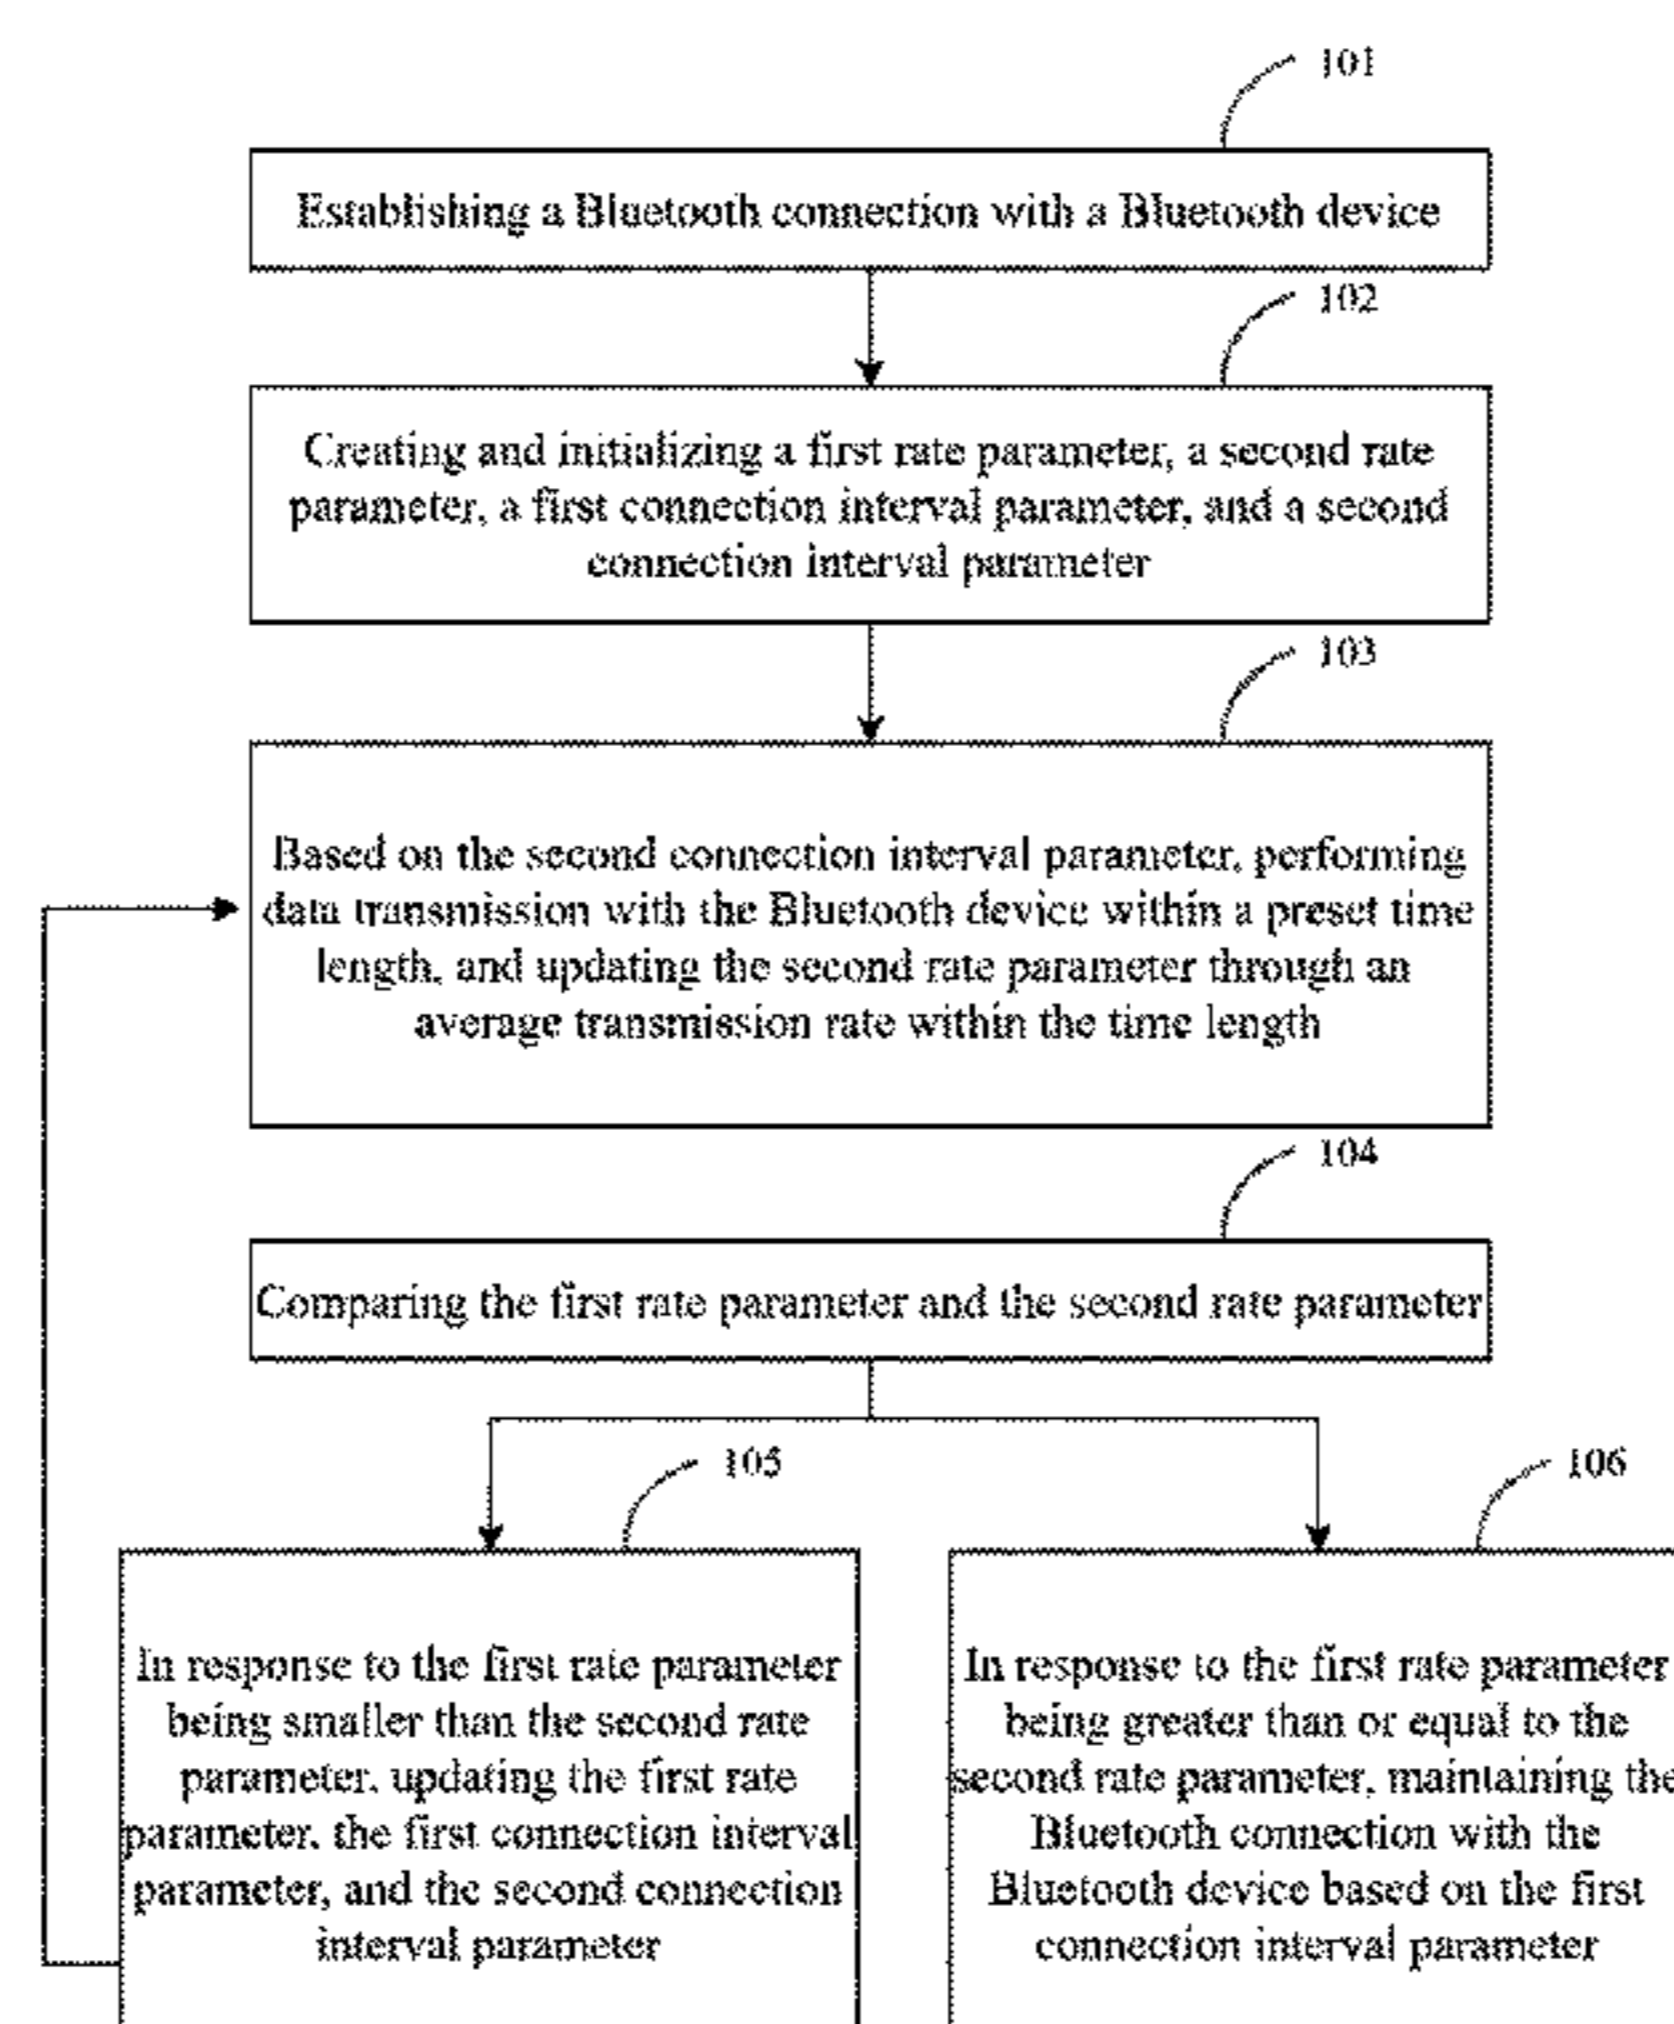 101
Establishing a Bluetooth connection with a Bluetooth device
102
Creating and initializing a first rate parameter, a second rate
parameter, a first connection interval parameter, and a second
connection interval parameter
103
Based on the second connection interval parameter, performing
data transmission with the Bluetooth device within a preset time
length, and updating the second rate parameter through an
average transmission rate within the time length
104
Comparing the first rate parameter and the second rate parameter
105
In response to the first rate parameter
being smaller than the second rate
parameter, updating the first rate
parameter, the first connection interval
parameter, and the second connection
interval parameter
106
In response to the first rate parameter
being greater than or equal to the
second rate parameter, maintaining the
Bluetooth connection with the
Bluetooth device based on the first
connection interval parameter